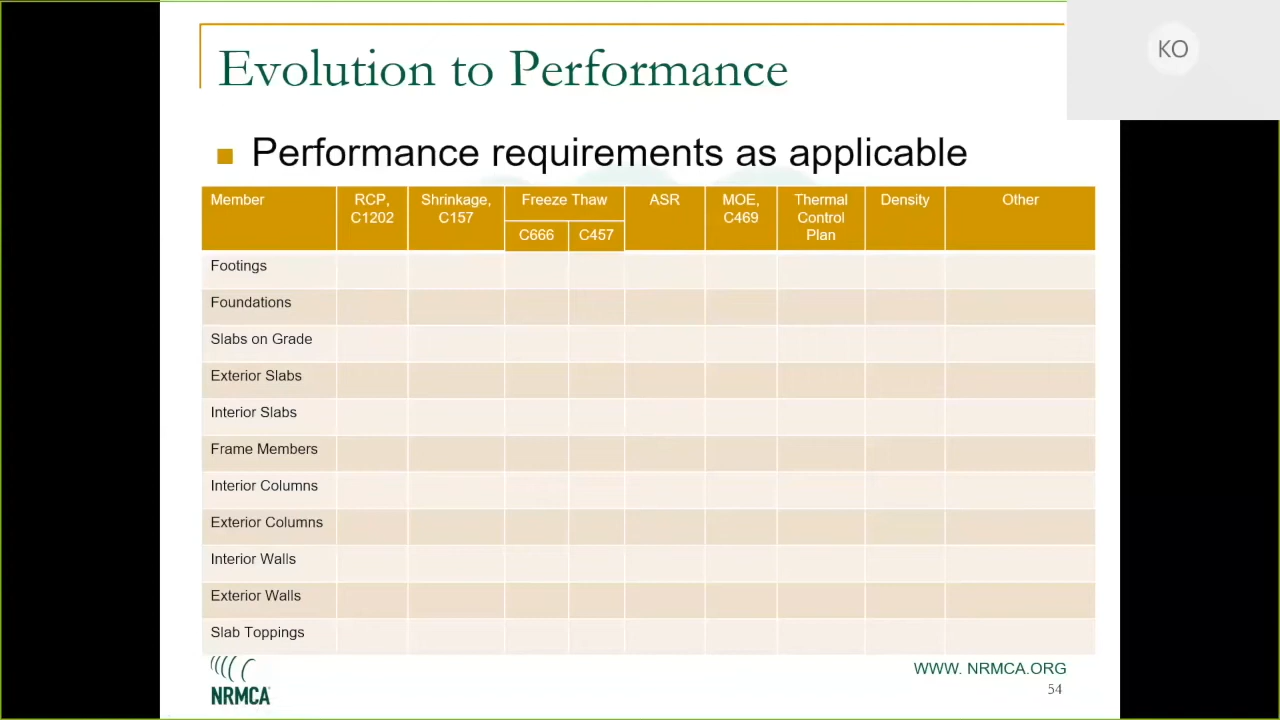 KO
Evolution to Performance
Performance requirements as applicable
Member RCP, C1202 Shrinkage, C157 Freeze Thaw ASR MOE, C469 Thermal Control Plan Density Other
C666 C457
Footings
Foundations
Slabs on Grade
Exterior Slabs
Interior Slabs
Frame Members
Interior Columns
Exterior Columns
Interior Walls
Exterior Walls
Slab Toppings
NRMCA
WWW. NRMCA.ORG
54